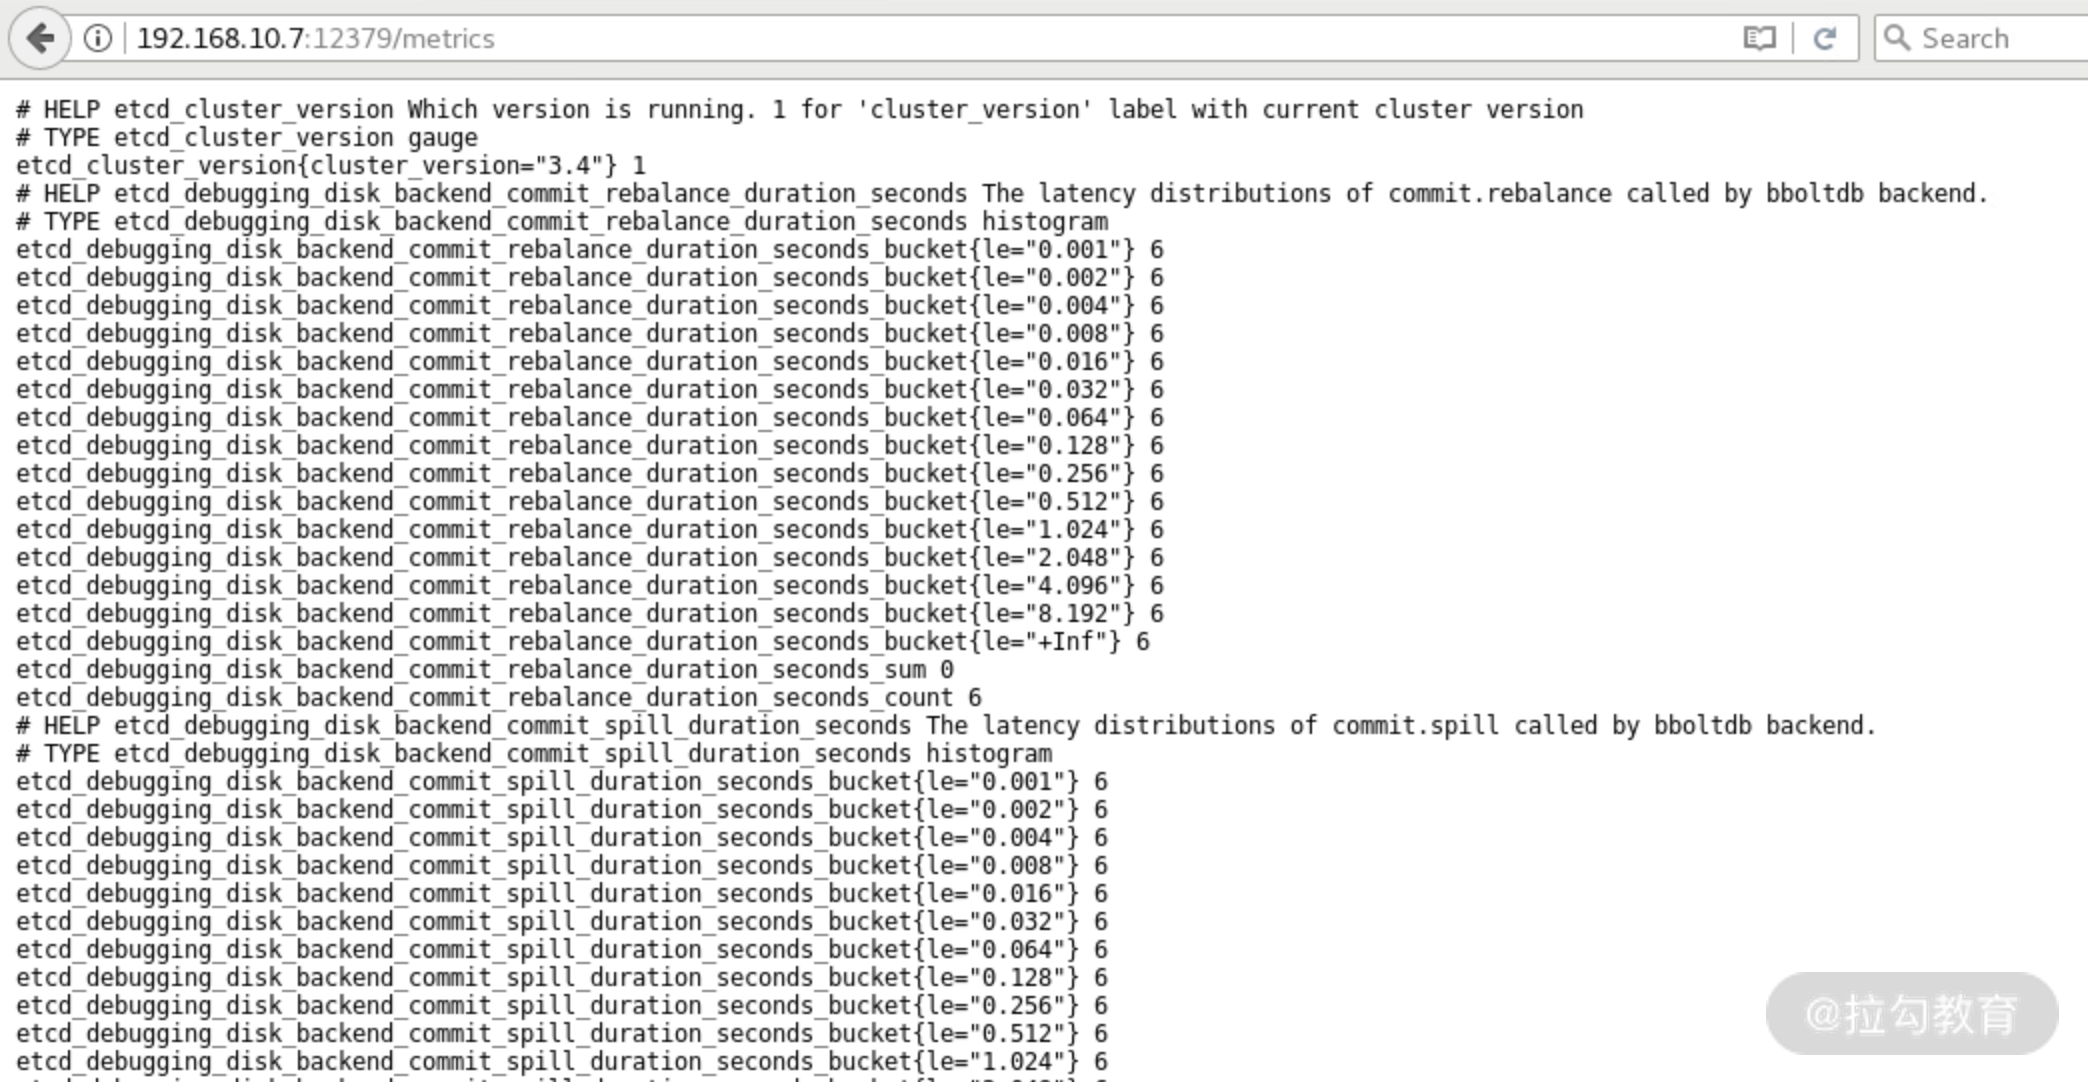 192.168.10.7:12379/metrics
Search
# HELP etcd_cluster_version Which version is running. 1 for 'cluster_version' label with current cluster version
# TYPE etcd_cluster_version gauge
etcd_cluster_version{cluster_version="3.4"} 1
# HELP etcd_debugging_disk_backend_commit_rebalance_duration_seconds The latency distributions of commit.rebalance called by bboltdb backend.
# TYPE etcd_debugging_disk_backend_commit_rebalance_duration_seconds histogram
etcd_debugging_disk_backend_commit_rebalance_duration_seconds_bucket{le="0.001"} 6
etcd_debugging_disk_backend_commit_rebalance_duration_seconds_bucket{le="0.002"} 6
etcd_debugging_disk_backend_commit_rebalance_duration_seconds_bucket{le="0.004"} 6
etcd_debugging_disk_backend_commit_rebalance_duration_seconds_bucket{le="0.008"} 6
etcd_debugging_disk_backend_commit_rebalance_duration_seconds_bucket{le="0.016"} 6
etcd_debugging_disk_backend_commit_rebalance_duration_seconds_bucket{le="0.032"} 6
etcd_debugging_disk_backend_commit_rebalance_duration_seconds_bucket{le="0.064"} 6
etcd_debugging_disk_backend_commit_rebalance_duration_seconds_bucket{le="0.128"} 6
etcd_debugging_disk_backend_commit_rebalance_duration_seconds_bucket{le="0.256"} 6
etcd_debugging_disk_backend_commit_rebalance_duration_seconds_bucket{le="0.512"} 6
etcd_debugging_disk_backend_commit_rebalance_duration_seconds_bucket{le="1.024"} 6
etcd_debugging_disk_backend_commit_rebalance_duration_seconds_bucket{le="2.048"} 6
etcd_debugging_disk_backend_commit_rebalance_duration_seconds_bucket{le="4.096"} 6
etcd_debugging_disk_backend_commit_rebalance_duration_seconds_bucket{le="8.192"} 6
etcd_debugging_disk_backend_commit_rebalance_duration_seconds_bucket{le="+Inf"} 6
etcd_debugging_disk_backend_commit_rebalance_duration_seconds_sum 0
etcd_debugging_disk_backend_commit_rebalance_duration_seconds_count 6
# HELP etcd_debugging_disk_backend_commit_spill_duration_seconds The latency distributions of commit.spill called by bboltdb backend.
# TYPE etcd_debugging_disk_backend_commit_spill_duration_seconds histogram
etcd_debugging_disk_backend_commit_spill_duration_seconds_bucket{le="0.001"} 6
etcd_debugging_disk_backend_commit_spill_duration_seconds_bucket{le="0.002"} 6
etcd_debugging_disk_backend_commit_spill_duration_seconds_bucket{le="0.004"} 6
etcd_debugging_disk_backend_commit_spill_duration_seconds_bucket{le="0.008"} 6
etcd_debugging_disk_backend_commit_spill_duration_seconds_bucket{le="0.016"} 6
etcd_debugging_disk_backend_commit_spill_duration_seconds_bucket{le="0.032"} 6
etcd_debugging_disk_backend_commit_spill_duration_seconds_bucket{le="0.064"} 6
etcd_debugging_disk_backend_commit_spill_duration_seconds_bucket{le="0.128"} 6
etcd_debugging_disk_backend_commit_spill_duration_seconds_bucket{le="0.256"} 6
etcd_debugging_disk_backend_commit_spill_duration_seconds_bucket{le="0.512"} 6
etcd_debugging_disk_backend_commit_spill_duration_seconds_bucket{le="1.024"} 6
@拉勾教育